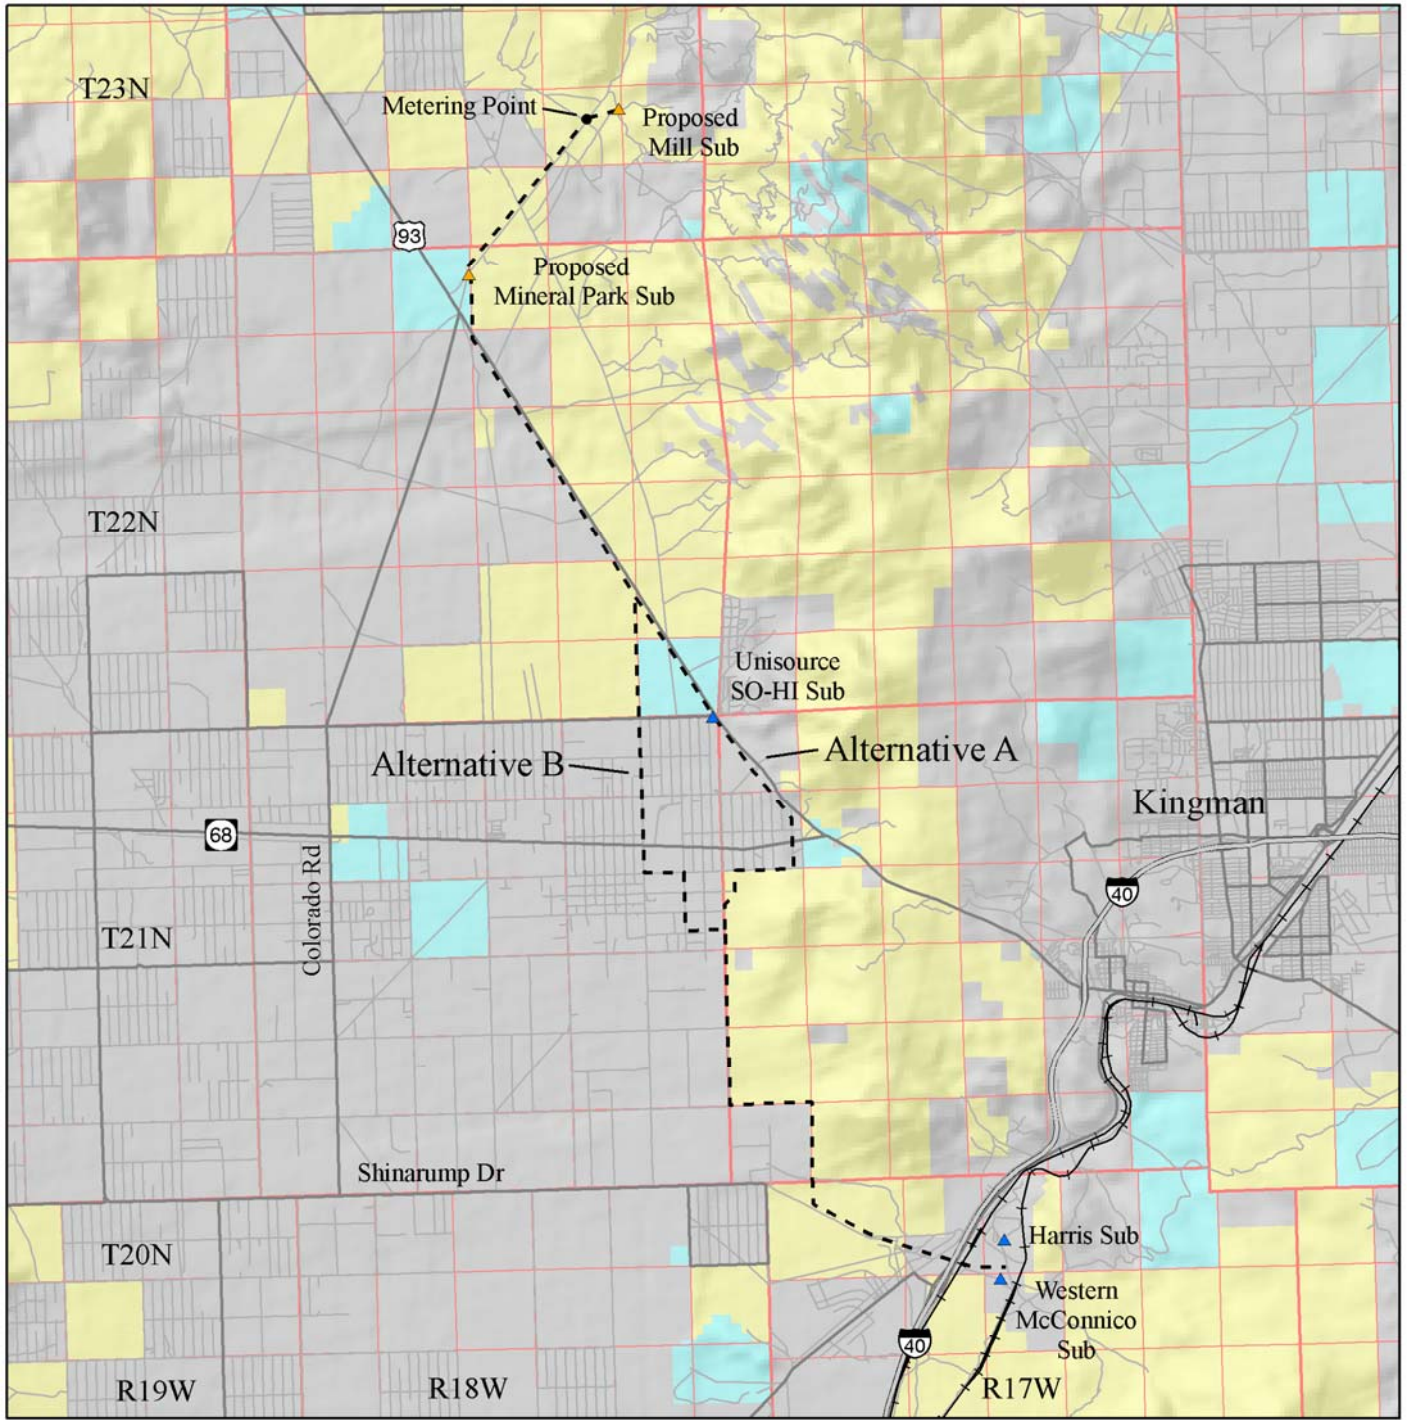 T23N
Metering Point
Proposed
Mill Sub
93
Proposed
Mineral Park Sub
T22N
Unisource
SO-HI Sub
Alternative B
Alternative A
Kingman
68
Colorado Rd
40
T21N
Shinarump Dr
T20N
Harris Sub
Western
McConnico
Sub
40
R19W
R18W
R17W